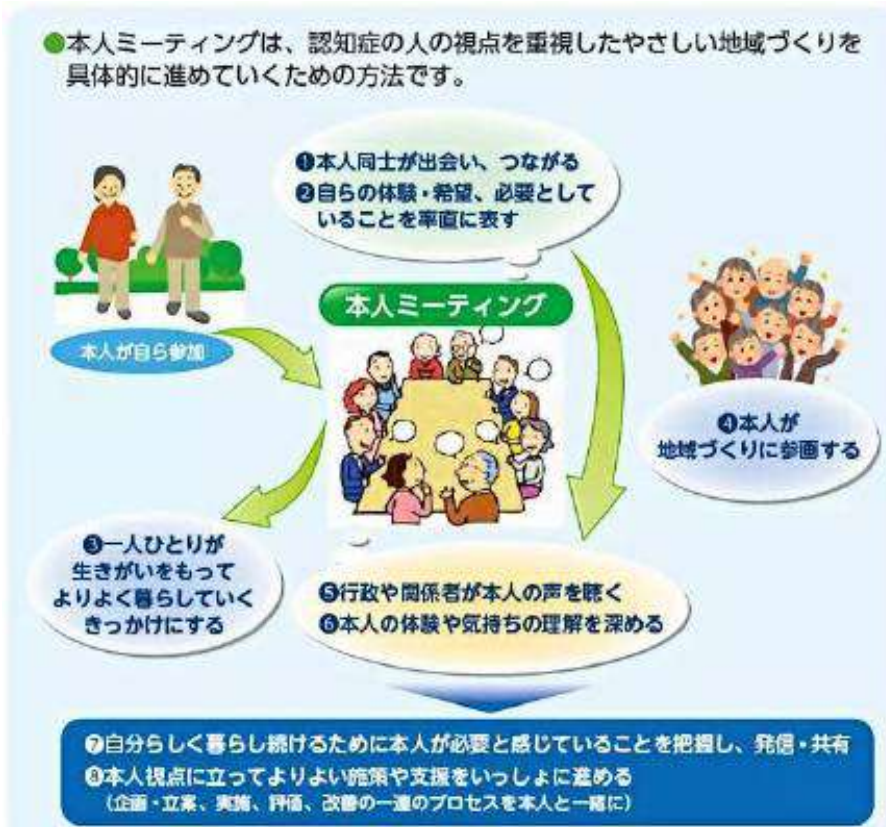 ●本人ミーティングは、認知症の人の視点を重視したやさしい地域づくりを
具体的に進めていくための方法です。
❶本人同士が出会い、つながる
❷自らの体験・希望、必要として
いることを率直に表す
本人ミーティング
本人が自ら参加
❹本人が
地域づくりに参画する
❸一人ひとりが
生きがいをもって
よりよく暮らしていく
きっかけにする
❺行政や関係者が本人の声を聴く
❻本人の体験や気持ちの理解を深める
❼自分らしく暮らし続けるために本人が必要と感じていることを把握し、発信・共有
❽本人視点に立ってよりよい施策や支援をいっしょに進める
（企画・立案、実施、評価、改善の一連のプロセスを本人と一緒に）